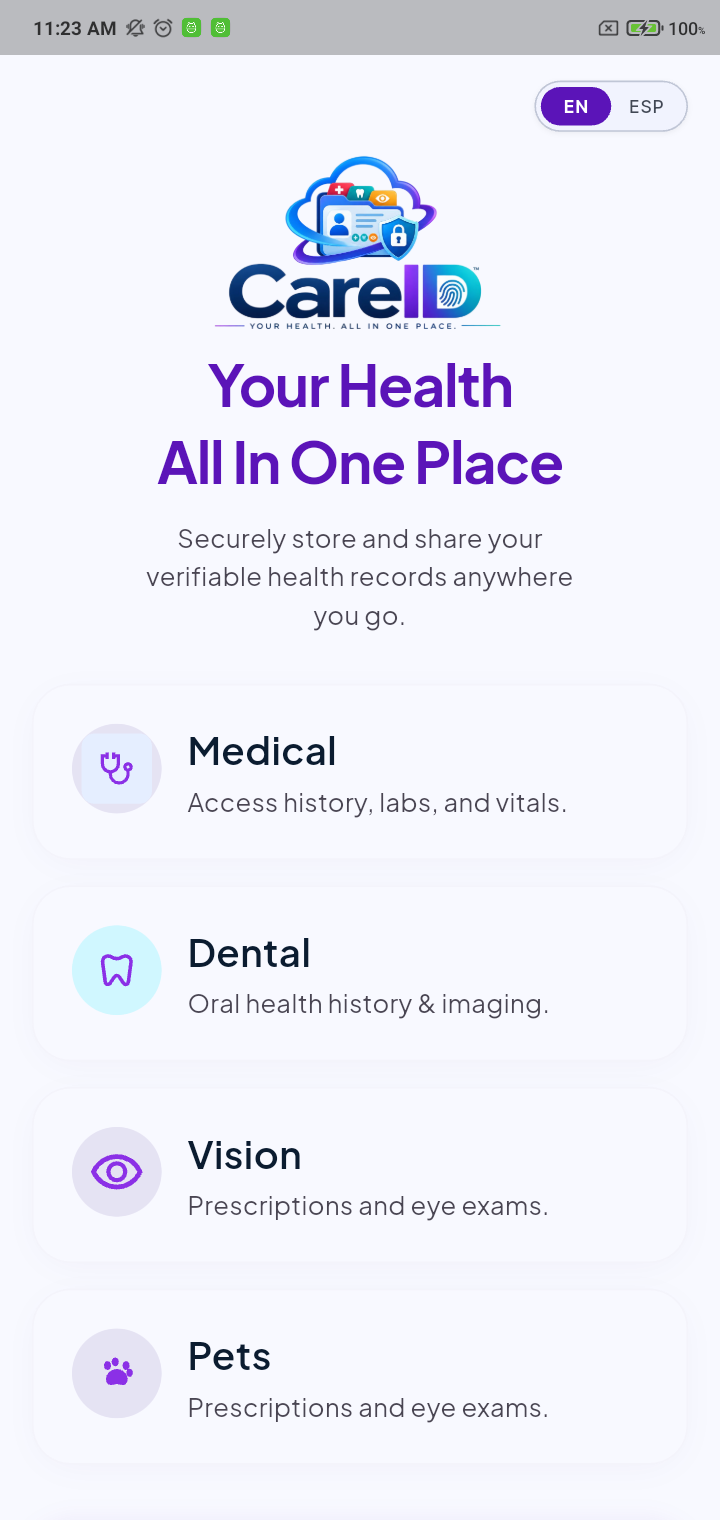 11:23 AM
100%
EN ESP
CareID™
YOUR HEALTH. ALL IN ONE PLACE.
Your Health
All In One Place
Securely store and share your
verifiable health records anywhere
you go.
Medical
Access history, labs, and vitals.
Dental
Oral health history & imaging.
Vision
Prescriptions and eye exams.
Pets
Prescriptions and eye exams.